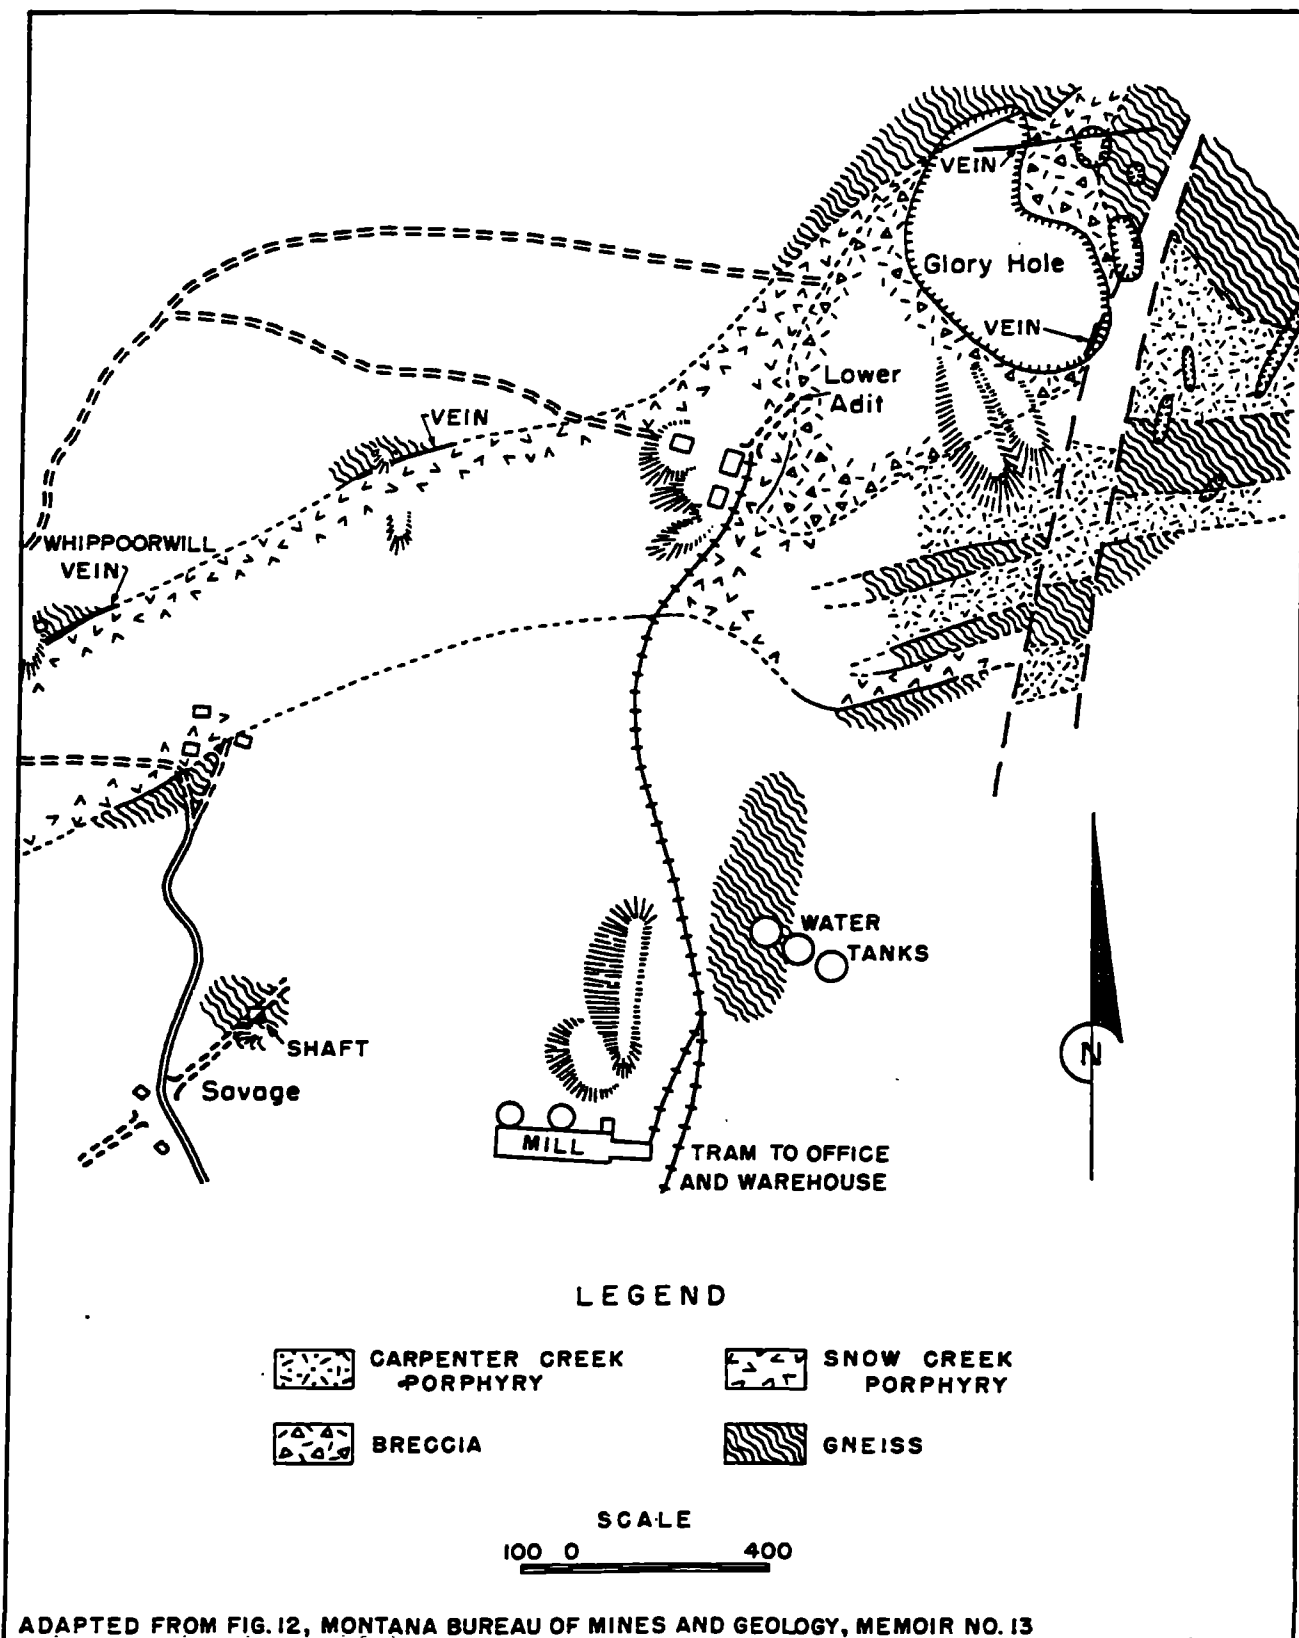 VEIN
Glory Hole
VEIN
Lower
Adit
VEIN
WHIPPOORWILL
VEIN
WATER
TANKS
SHAFT
Savage
N
MILL
TRAM TO OFFICE
AND WAREHOUSE
LEGEND
CARPENTER CREEK
PORPHYRY
SNOW CREEK
PORPHYRY
BRECCIA
GNEISS
SCALE
100 0 400
ADAPTED FROM FIG. 12, MONTANA BUREAU OF MINES AND GEOLOGY, MEMOIR NO. 13